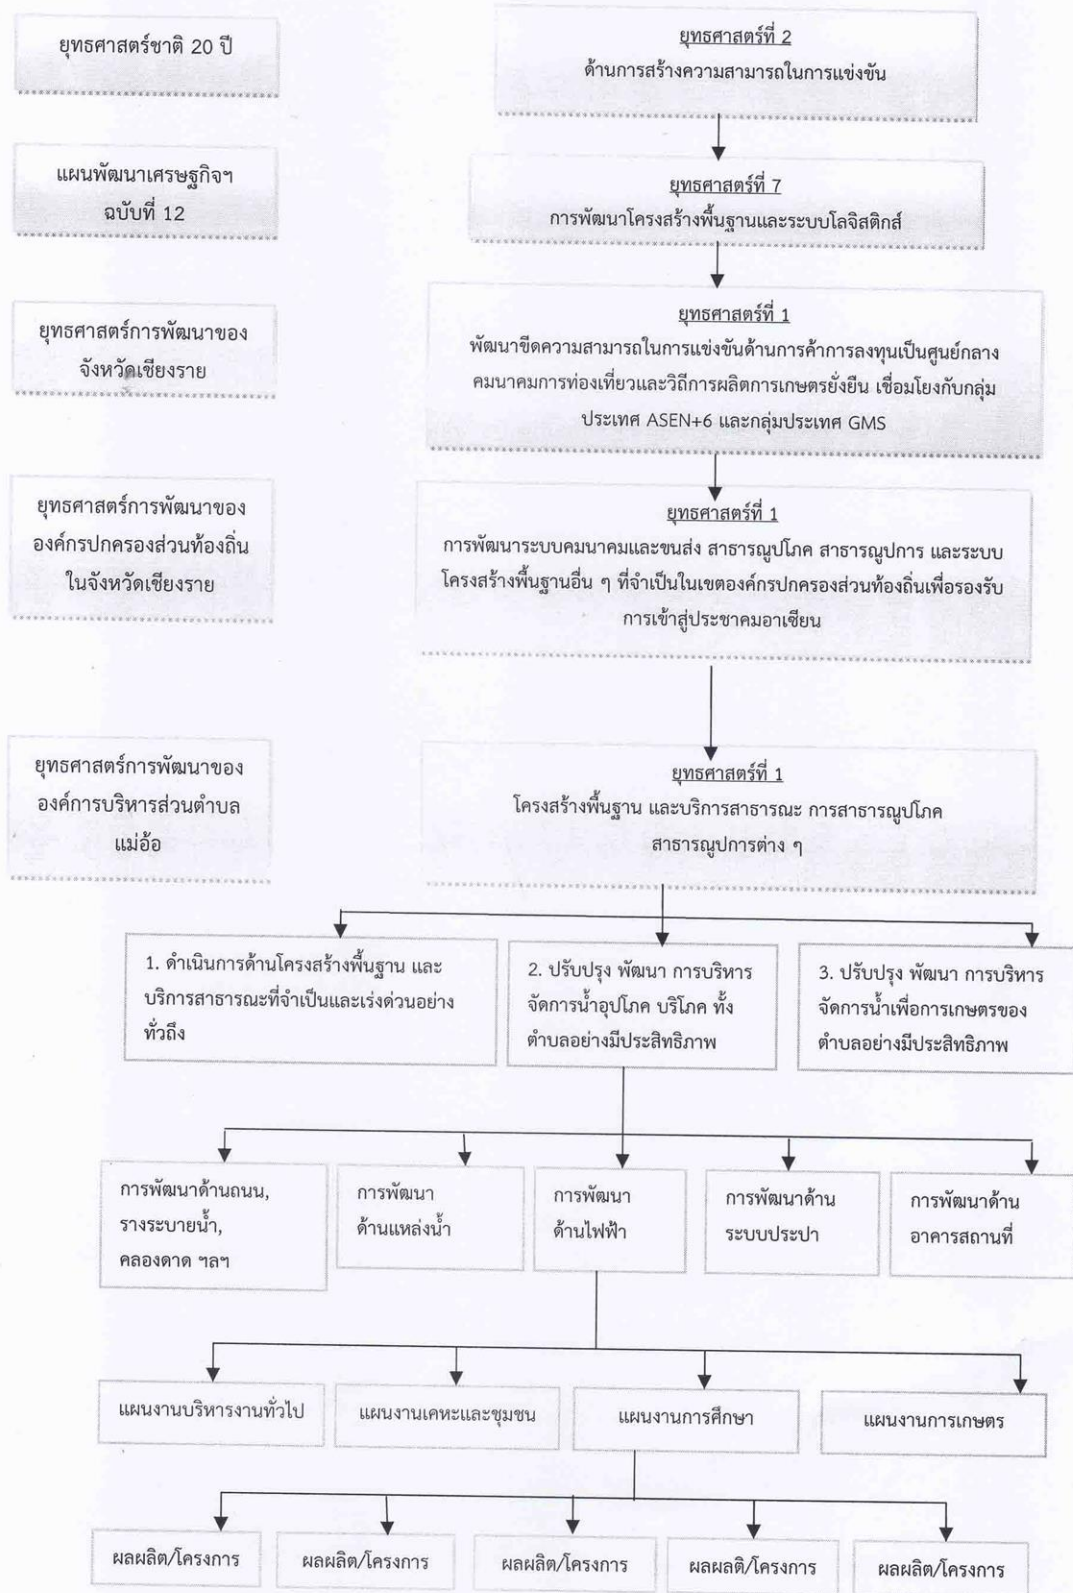 ยุทธศาสตร์ชาติ 20 ปี
ยุทธศาสตร์ที่ 2
ด้านการสร้างความสามารถในการแข่งขัน
แผนพัฒนาเศรษฐกิจฯ
ฉบับที่ 12
ยุทธศาสตร์ที่ 7
การพัฒนาโครงสร้างพื้นฐานและระบบโลจิสติกส์
ยุทธศาสตร์การพัฒนาของ
จังหวัดเชียงราย
ยุทธศาสตร์ที่ 1
พัฒนาขีดความสามารถในการแข่งขันด้านการค้าการลงทุนเป็นศูนย์กลาง
คมนาคมการท่องเที่ยวและวิถีการผลิตการเกษตรยั่งยืน เชื่อมโยงกับกลุ่ม
ประเทศ ASEN+6 และกลุ่มประเทศ GMS
ยุทธศาสตร์การพัฒนาของ
องค์กรปกครองส่วนท้องถิ่น
ในจังหวัดเชียงราย
ยุทธศาสตร์ที่ 1
การพัฒนาระบบคมนาคมและขนส่ง สาธารณูปโภค สาธารณูปการ และระบบ
โครงสร้างพื้นฐานอื่น ๆ ที่จำเป็นในเขตองค์กรปกครองส่วนท้องถิ่นเพื่อรองรับ
การเข้าสู่ประชาคมอาเซียน
ยุทธศาสตร์การพัฒนาของ
องค์การบริหารส่วนตำบล
แม่อ้อ
ยุทธศาสตร์ที่ 1
โครงสร้างพื้นฐาน และบริการสาธารณะ การสาธารณูปโภค
สาธารณูปการต่าง ๆ
1. ดำเนินการด้านโครงสร้างพื้นฐาน และ
บริการสาธารณะที่จำเป็นและเร่งด่วนอย่าง
ทั่วถึง
2. ปรับปรุง พัฒนา การบริหาร
จัดการน้ำอุปโภค บริโภค ทั้ง
ตำบลอย่างมีประสิทธิภาพ
3. ปรับปรุง พัฒนา การบริหาร
จัดการน้ำเพื่อการเกษตรของ
ตำบลอย่างมีประสิทธิภาพ
การพัฒนาด้านถนน,
รางระบายน้ำ,
คลองดาด ฯลฯ
การพัฒนา
ด้านแหล่งน้ำ
การพัฒนา
ด้านไฟฟ้า
การพัฒนาด้าน
ระบบประปา
การพัฒนาด้าน
อาคารสถานที่
แผนงานบริหารงานทั่วไป
แผนงานเคหะและชุมชน
แผนงานการศึกษา
แผนงานการเกษตร
ผลผลิต/โครงการ
ผลผลิต/โครงการ
ผลผลิต/โครงการ
ผลผลติ/โครงการ
ผลผลิต/โครงการ